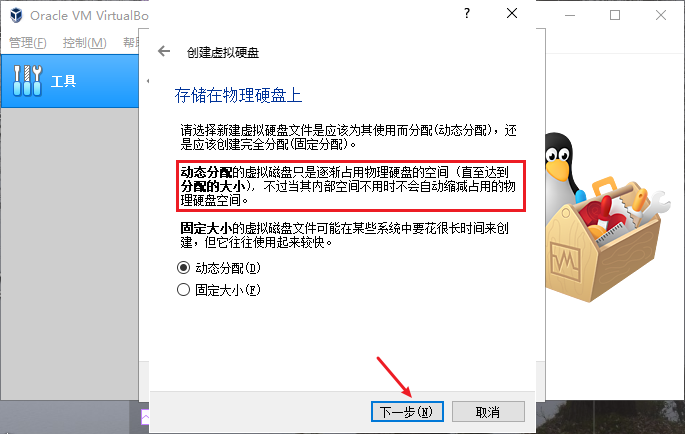 Oracle VM VirtualBo
管理(F) 控制(M) 帮
工具
创建虚拟硬盘
存储在物理硬盘上
请选择新建虚拟硬盘文件是应该为其使用而分配(动态分配)，还
是应该创建完全分配(固定分配)。
动态分配的虚拟磁盘只是逐渐占用物理硬盘的空间（直至达到
分配的大小），不过当其内部空间不用时不会自动缩减占用的物
理硬盘空间。
固定大小的虚拟磁盘文件可能在某些系统中要花很长时间来创
建，但它往往使用起来较快。
动态分配(D)
固定大小(F)
下一步(N) 取消